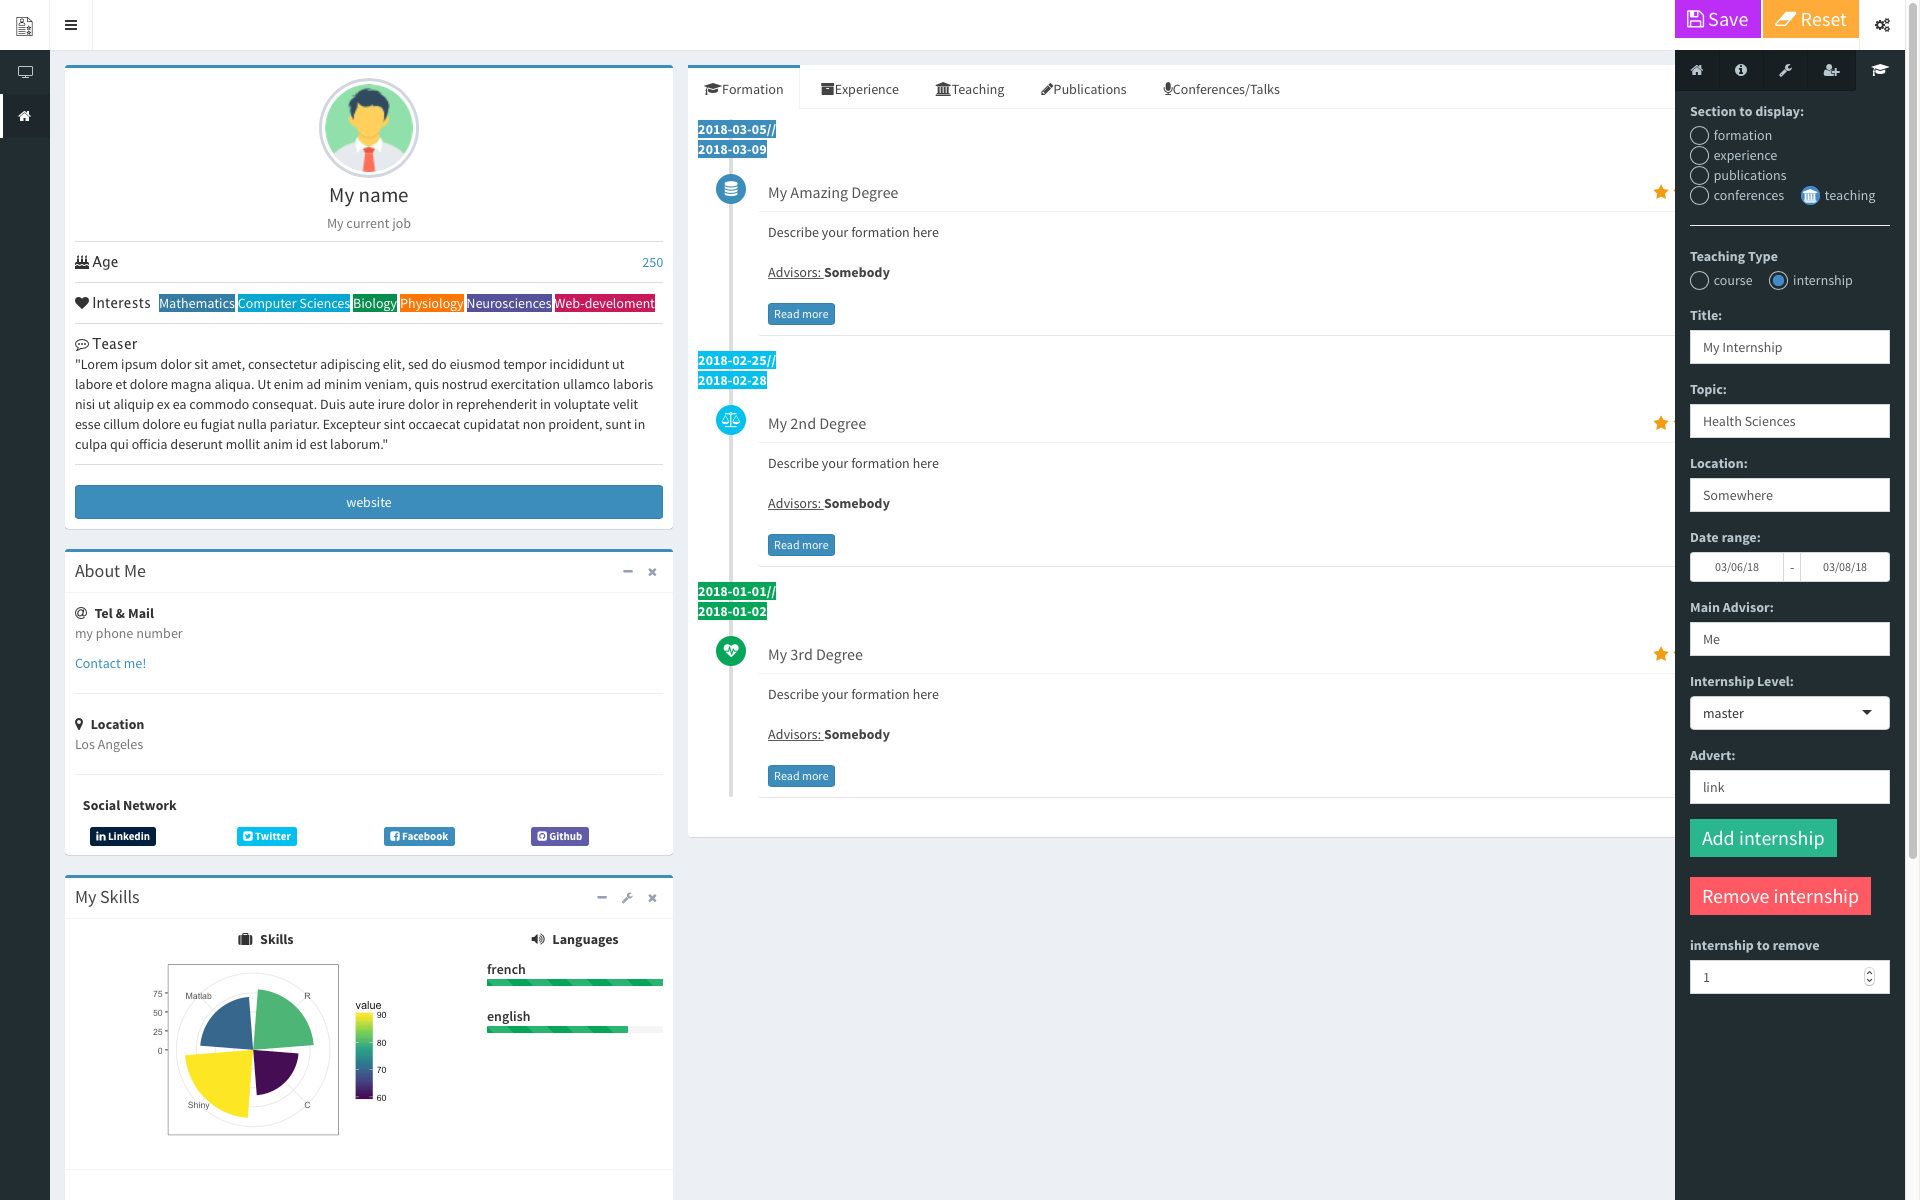 Save
Reset
My name
My current job
Age 250
Interests Mathematics Computer Sciences Biology Physiology Neurosciences Web-develoment
Teaser
"Lorem ipsum dolor sit amet, consectetur adipiscing elit, sed do eiusmod tempor incididunt ut
labore et dolore magna aliqua. Ut enim ad minim veniam, quis nostrud exercitation ullamco laboris
nisi ut aliquip ex ea commodo consequat. Duis aute irure dolor in reprehenderit in voluptate velit
esse cillum dolore eu fugiat nulla pariatur. Excepteur sint occaecat cupidatat non proident, sunt in
culpa qui officia deserunt mollit anim id est laborum."
website
About Me
Tel & Mail
my phone number
Contact me!
Location
Los Angeles
Social Network
Linkedin Twitter Facebook Github
My Skills
Skills
Matlab
R
Shiny
C
75
50
25
0
value
90
80
70
60
Languages
french
english
Formation Experience Teaching Publications Conferences/Talks
2018-03-05//
2018-03-09
My Amazing Degree
Describe your formation here
Advisors: Somebody
Read more
2018-02-25//
2018-02-28
My 2nd Degree
Describe your formation here
Advisors: Somebody
Read more
2018-01-01//
2018-01-02
My 3rd Degree
Describe your formation here
Advisors: Somebody
Read more
Section to display:
formation
experience
publications
conferences teaching
Teaching Type
course internship
Title:
My Internship
Topic:
Health Sciences
Location:
Somewhere
Date range:
03/06/18 - 03/08/18
Main Advisor:
Me
Internship Level:
master
Advert:
link
Add internship
Remove internship
internship to remove
1